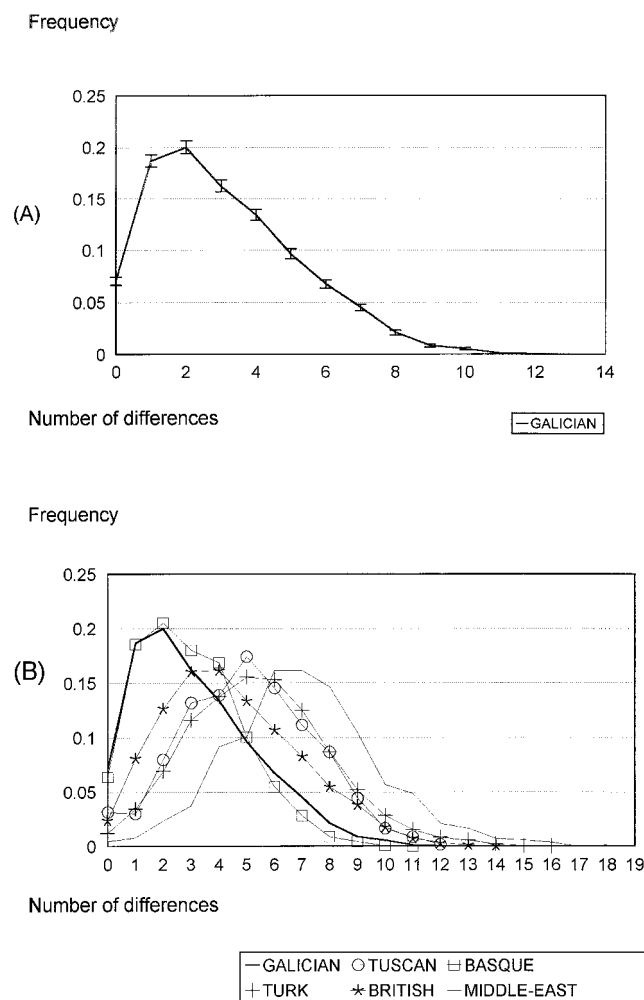 Frequency
0.25
0.2
0.15
(A)
0.1
0.05
0
0 2 4 6 8 10 12 14
Number of differences
GALICIAN
Frequency
0.25
0.2
0.15
(B)
0.1
0.05
0
0 1 2 3 4 5 6 7 8 9 10 11 12 13 14 15 16 17 18 19
Number of differences
GALICIAN TUSCAN BASQUE
TURK BRITISH MIDDLE-EAST